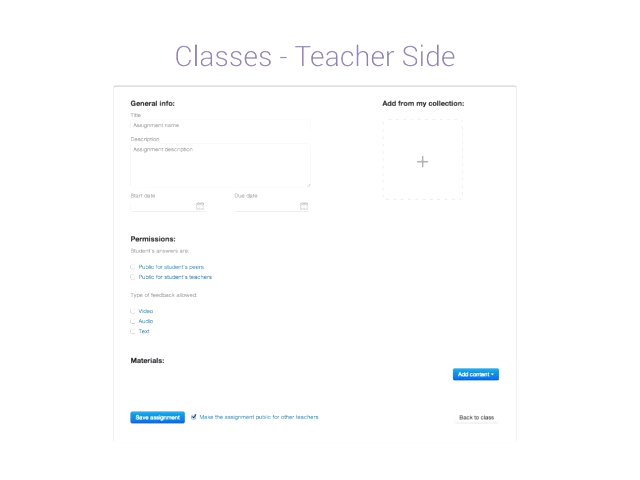 Classes - Teacher Side
General info:
Add from my collection:
Title
Assignment name
Description
Assignment description
+
Start date
Due date
Permissions:
Student's answers are:
Public for student's peers
Public for student's teachers
Type of feedback allowed:
Video
Audio
Text
Materials:
Add content
Save assignment
Make the assignment public for other teachers
Back to class